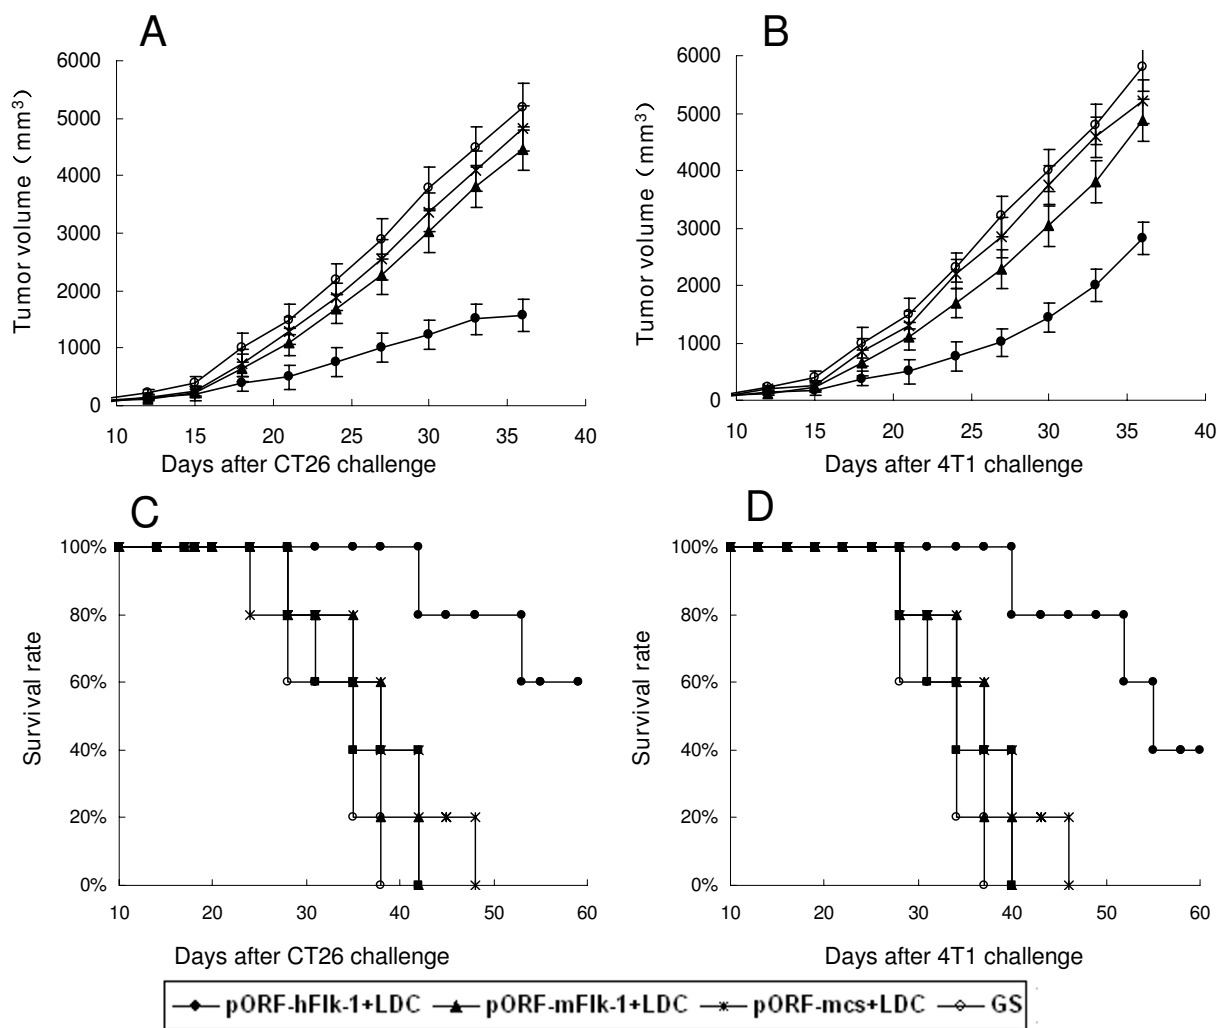 A
Tumor volume (mm³)
6000
5000
4000
3000
2000
1000
0
10 15 20 25 30 35 40
Days after CT26 challenge
B
Tumor volume (mm³)
6000
5000
4000
3000
2000
1000
0
10 15 20 25 30 35 40
Days after 4T1 challenge
C
Survival rate
100%
80%
60%
40%
20%
0%
10 20 30 40 50 60
Days after CT26 challenge
D
Survival rate
100%
80%
60%
40%
20%
0%
10 20 30 40 50 60
Days after 4T1 challenge
pORF-hFlk-1+LDC pORF-mFlk-1+LDC pORF-mcs+LDC GS